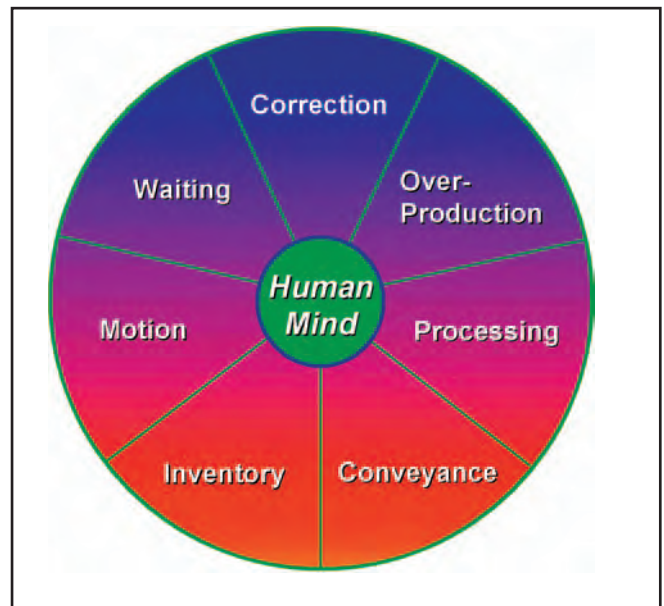 Correction
Over-
Production
Processing
Conveyance
Inventory
Motion
Waiting
Human
Mind